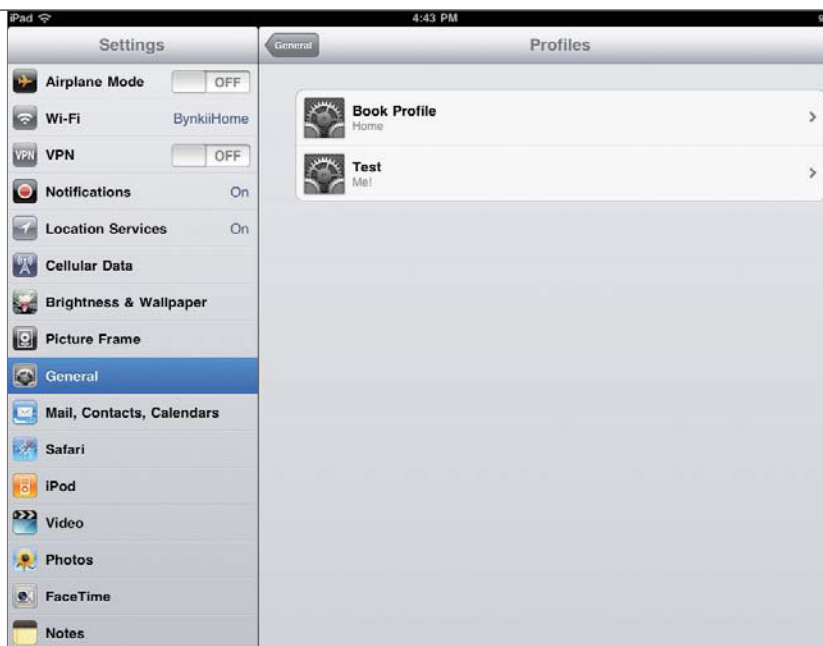 iPad 4:43 PM 9
Settings
General Profiles
Airplane Mode OFF
Wi-Fi BynkiiHome
VPN VPN OFF
Notifications On
Location Services On
Cellular Data
Brightness & Wallpaper
Picture Frame
General
Mail, Contacts, Calendars
Safari
iPod
Video
Photos
FaceTime
Notes
Book Profile
Home
Test
Me!